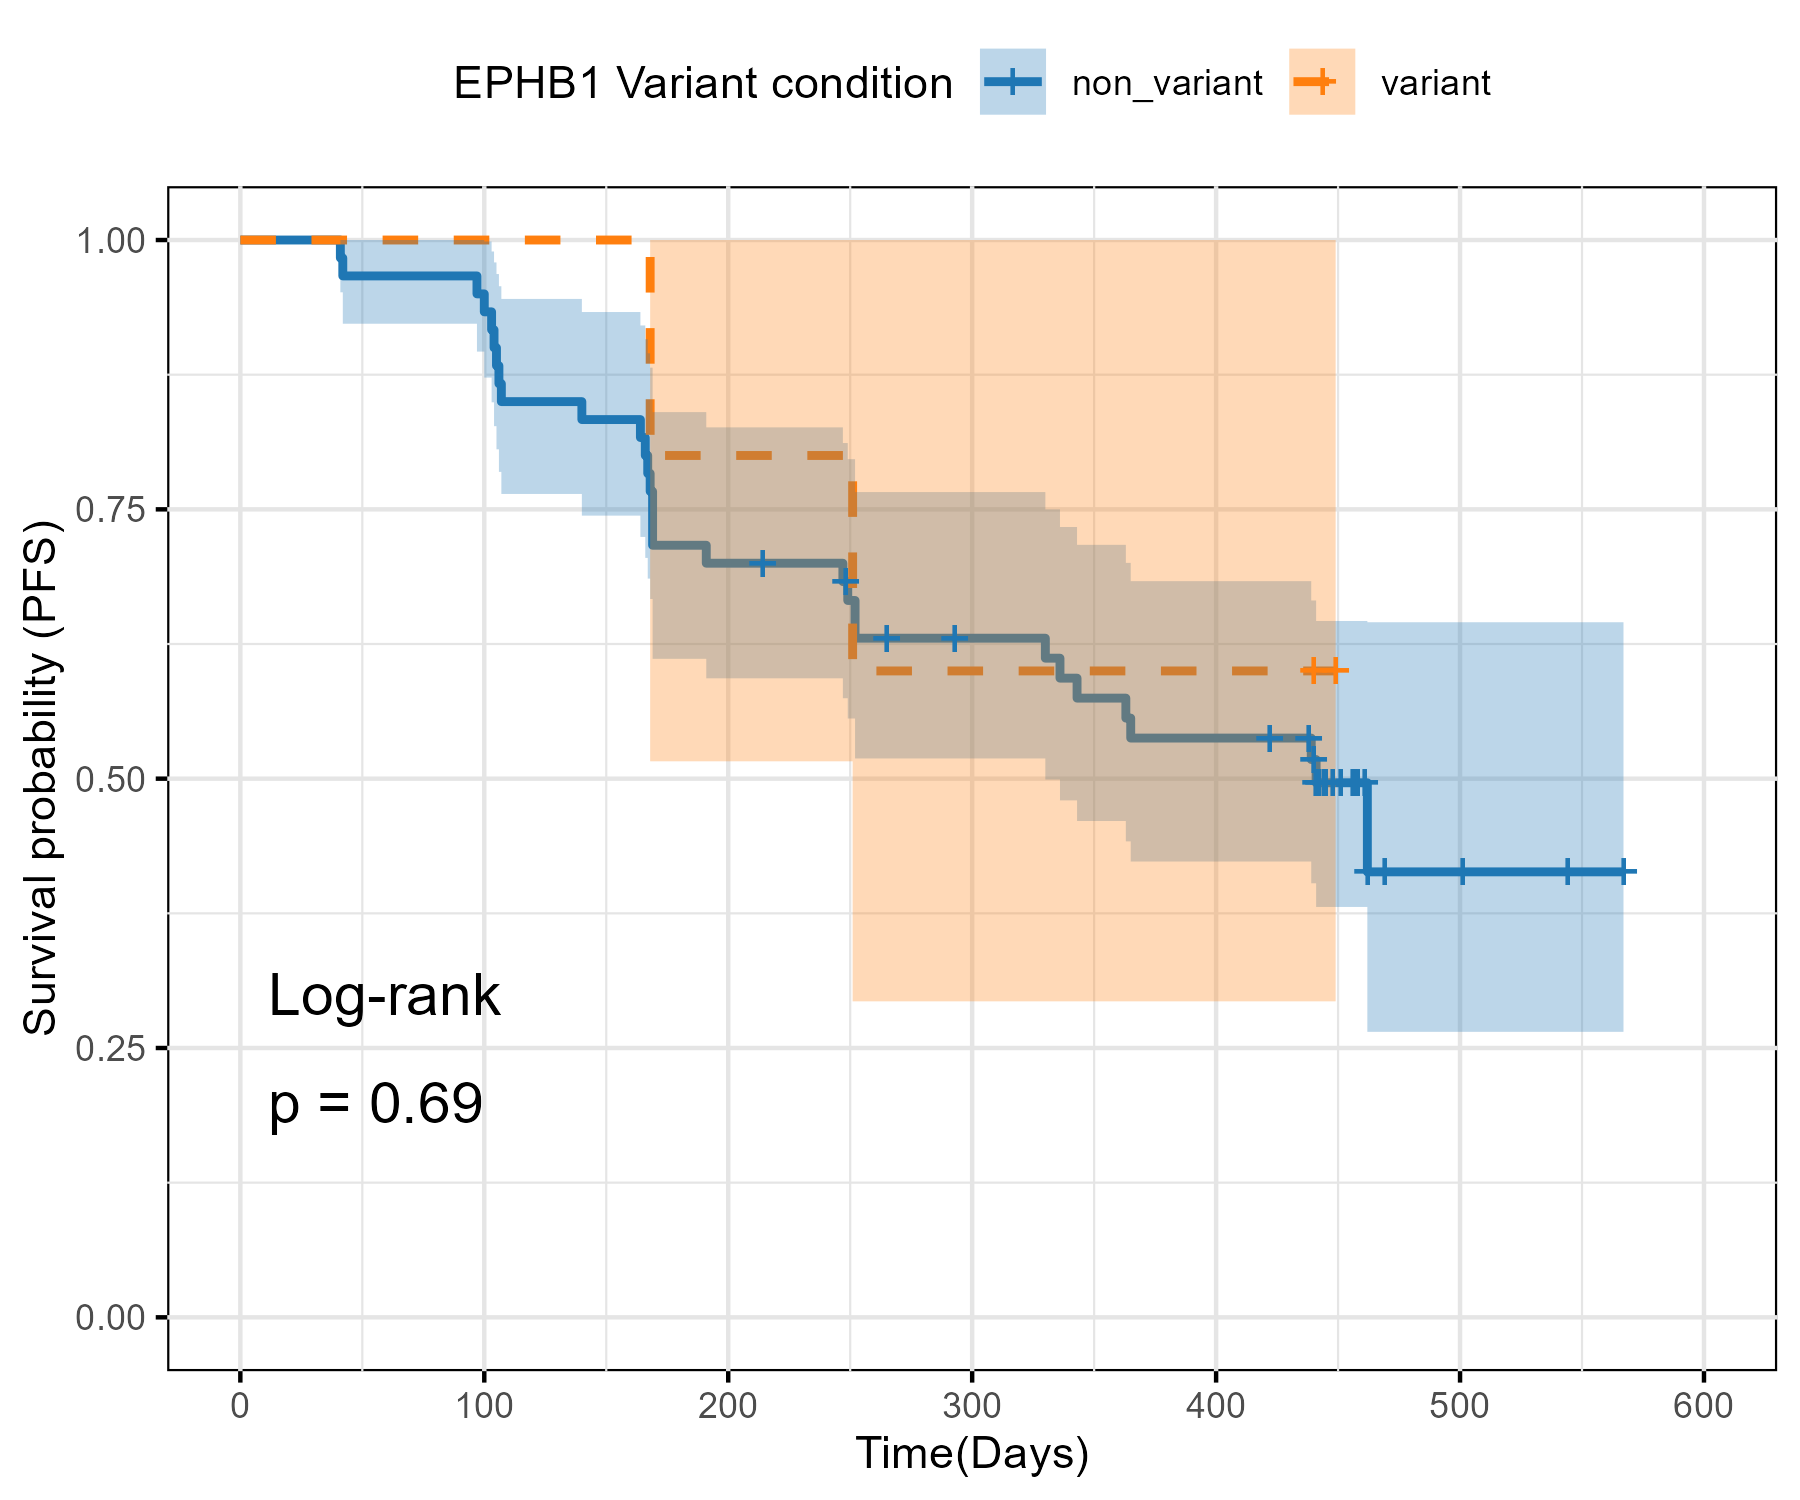 EPHB1 Variant condition non_variant variant
Survival probability (PFS)
1.00
0.75
0.50
0.25
0.00
Log-rank
p = 0.69
0 100 200 300 400 500 600
Time(Days)